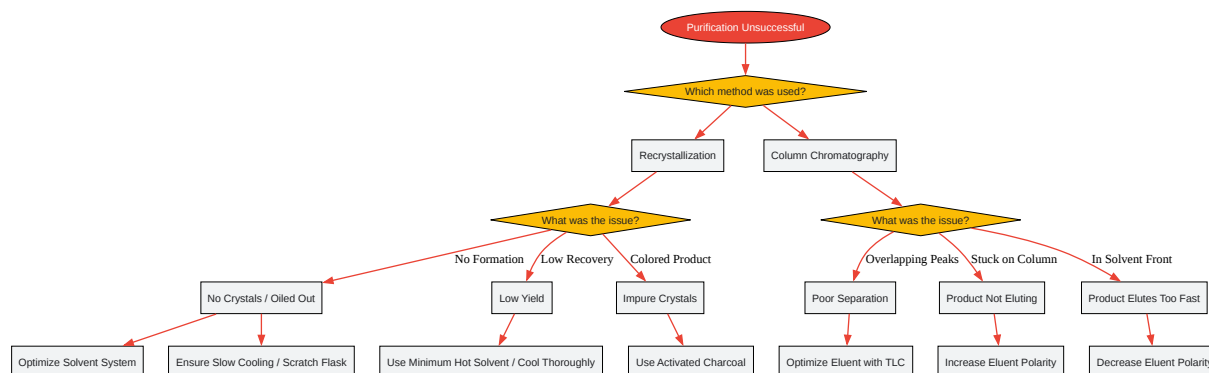 Purification Unsuccessful
Which method was used?
Recrystallization
Column Chromatography
What was the issue?
What was the issue?
No Formation
Low Recovery
Colored Product
Overlapping Peaks
Stuck on Column
In Solvent Front
No Crystals / Oiled Out
Low Yield
Impure Crystals
Poor Separation
Product Not Eluting
Product Elutes Too Fast
Optimize Solvent System
Ensure Slow Cooling / Scratch Flask
Use Minimum Hot Solvent / Cool Thoroughly
Use Activated Charcoal
Optimize Eluent with TLC
Increase Eluent Polarity
Decrease Eluent Polarity